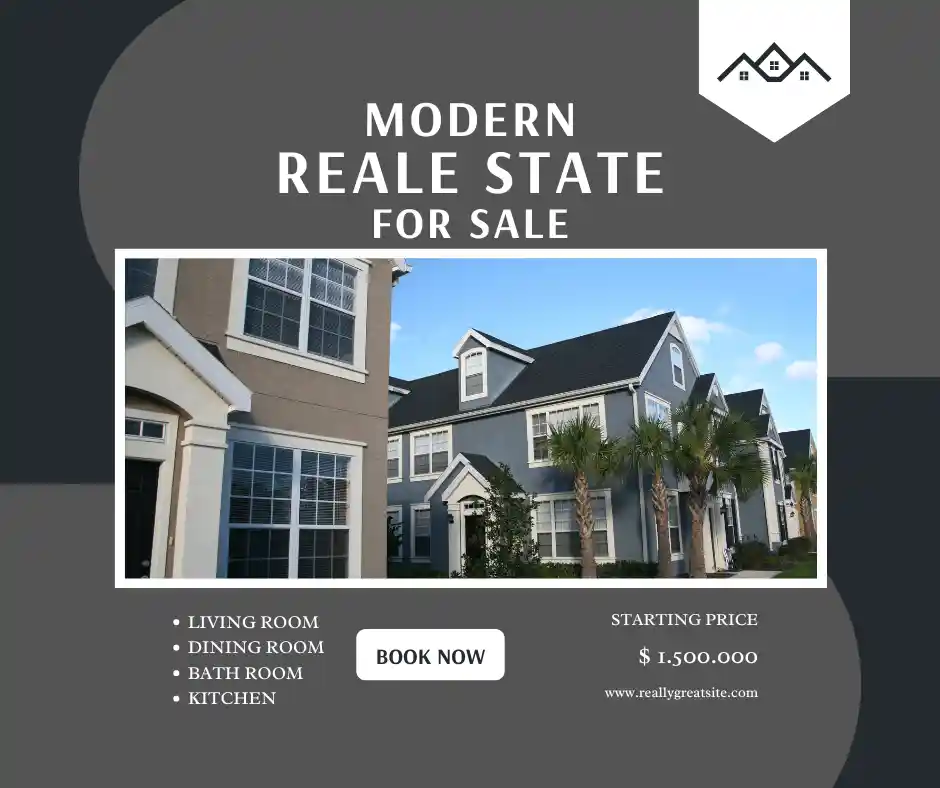 MODERN
REALE STATE
FOR SALE
• LIVING ROOM
• DINING ROOM
• BATH ROOM
• KITCHEN
BOOK NOW
STARTING PRICE
$ 1.500.000
www.reallygreatsite.com